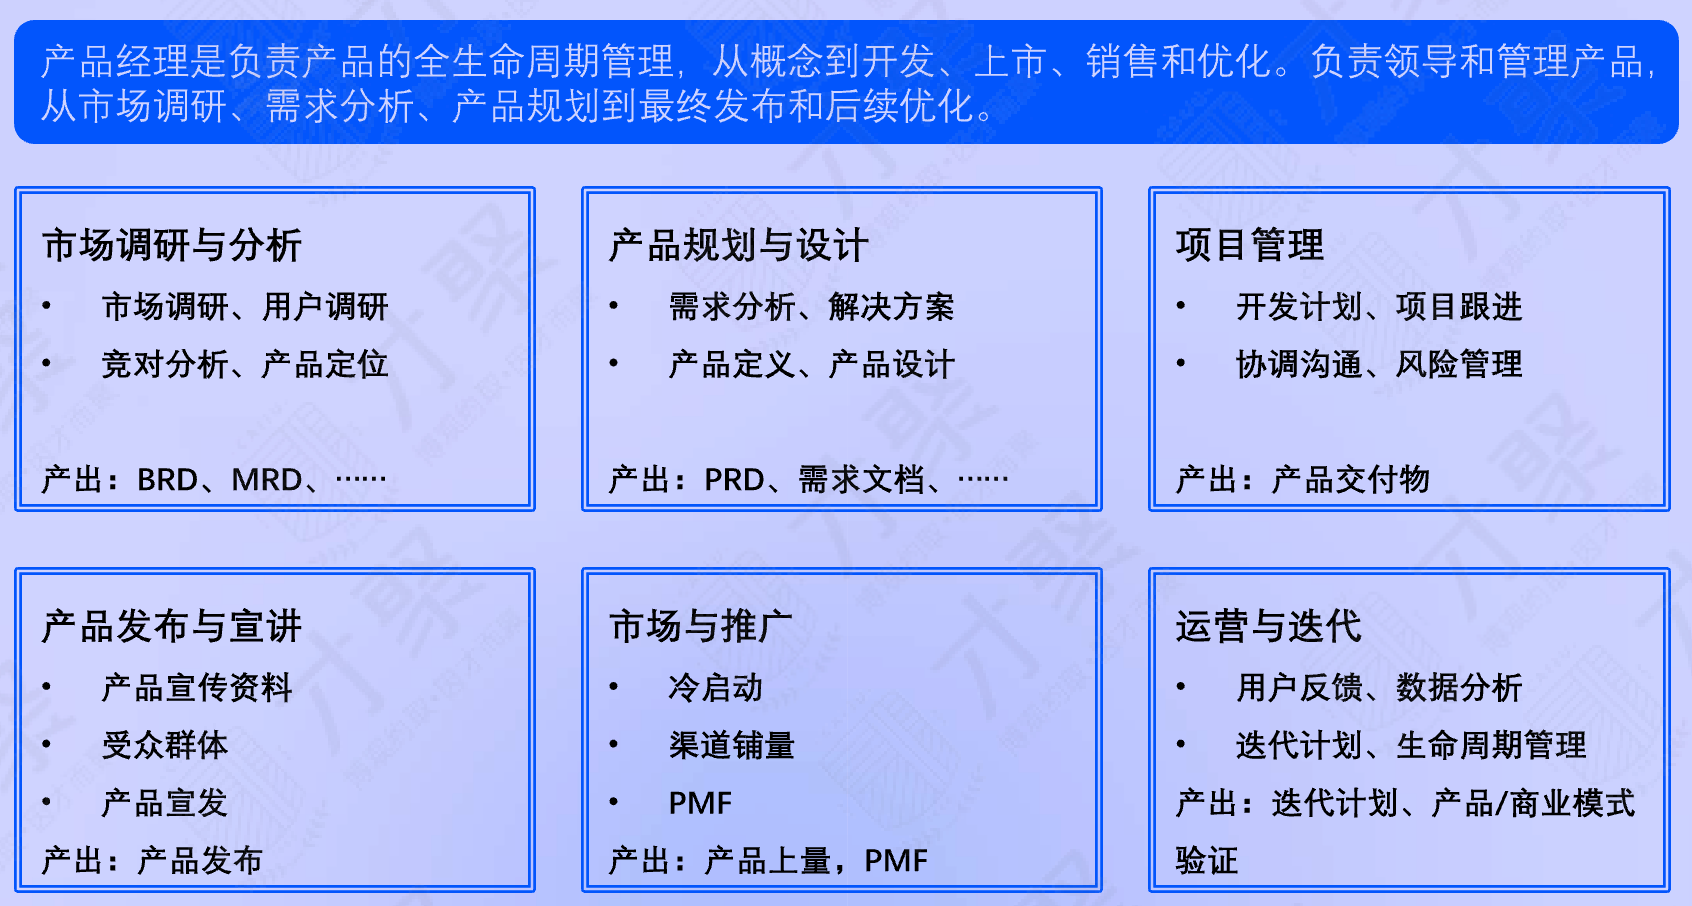 产品经理是负责产品的全生命周期管理，从概念到开发、上市、销售和优化。负责领导和管理产品，
从市场调研、需求分析、产品规划到最终发布和后续优化。
市场调研与分析
• 市场调研、用户调研
• 竞对分析、产品定位
产出：BRD、MRD、……
产品规划与设计
• 需求分析、解决方案
• 产品定义、产品设计
产出：PRD、需求文档、……
项目管理
• 开发计划、项目跟进
• 协调沟通、风险管理
产出：产品交付物
产品发布与宣讲
• 产品宣传资料
• 受众群体
• 产品宣发
产出：产品发布
市场与推广
• 冷启动
• 渠道铺量
• PMF
产出：产品上量，PMF
运营与迭代
• 用户反馈、数据分析
• 迭代计划、生命周期管理
产出：迭代计划、产品/商业模式
验证
才聚